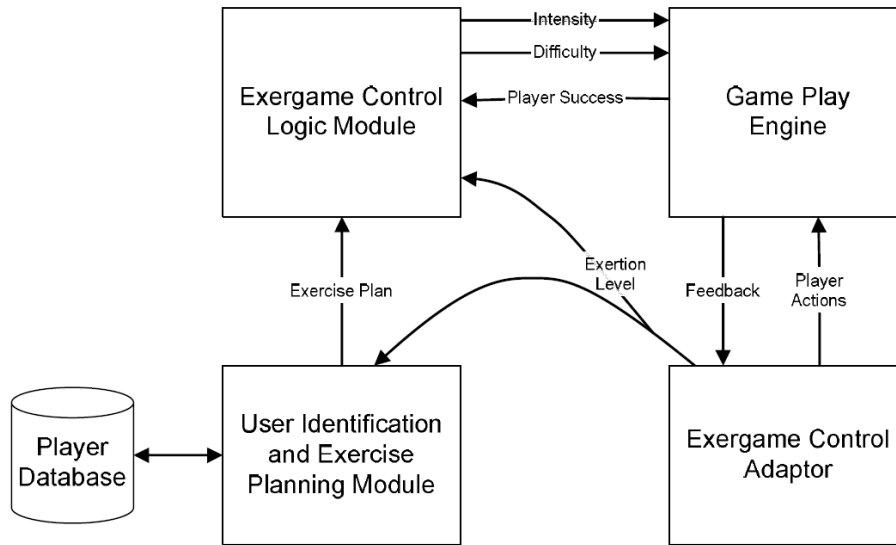 Intensity
Difficulty
Player Success
Exergame Control
Logic Module
Game Play
Engine
Exertion
Level
Exercise Plan
Feedback
Player
Actions
Player
Database
User Identification
and Exercise
Planning Module
Exergame Control
Adaptor